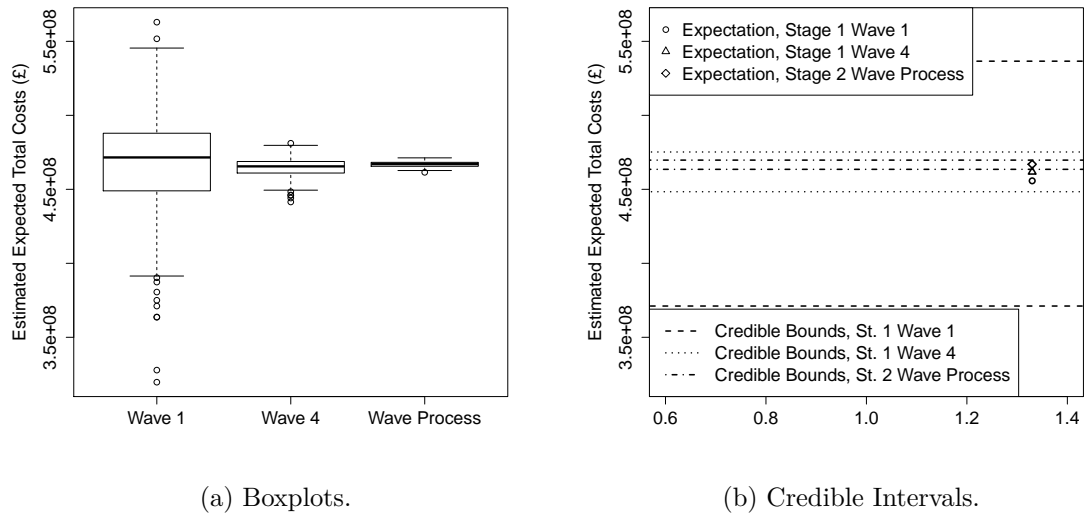 Estimated Expected Total Costs (£)
5.5e+08
4.5e+08
3.5e+08
Wave 1
Wave 4
Wave Process
(a) Boxplots.
Estimated Expected Total Costs (£)
5.5e+08
4.5e+08
3.5e+08
Expectation, Stage 1 Wave 1
Expectation, Stage 1 Wave 4
Expectation, Stage 2 Wave Process
Credible Bounds, St. 1 Wave 1
Credible Bounds, St. 1 Wave 4
Credible Bounds, St. 2 Wave Process
0.6 0.8 1.0 1.2 1.4
(b) Credible Intervals.